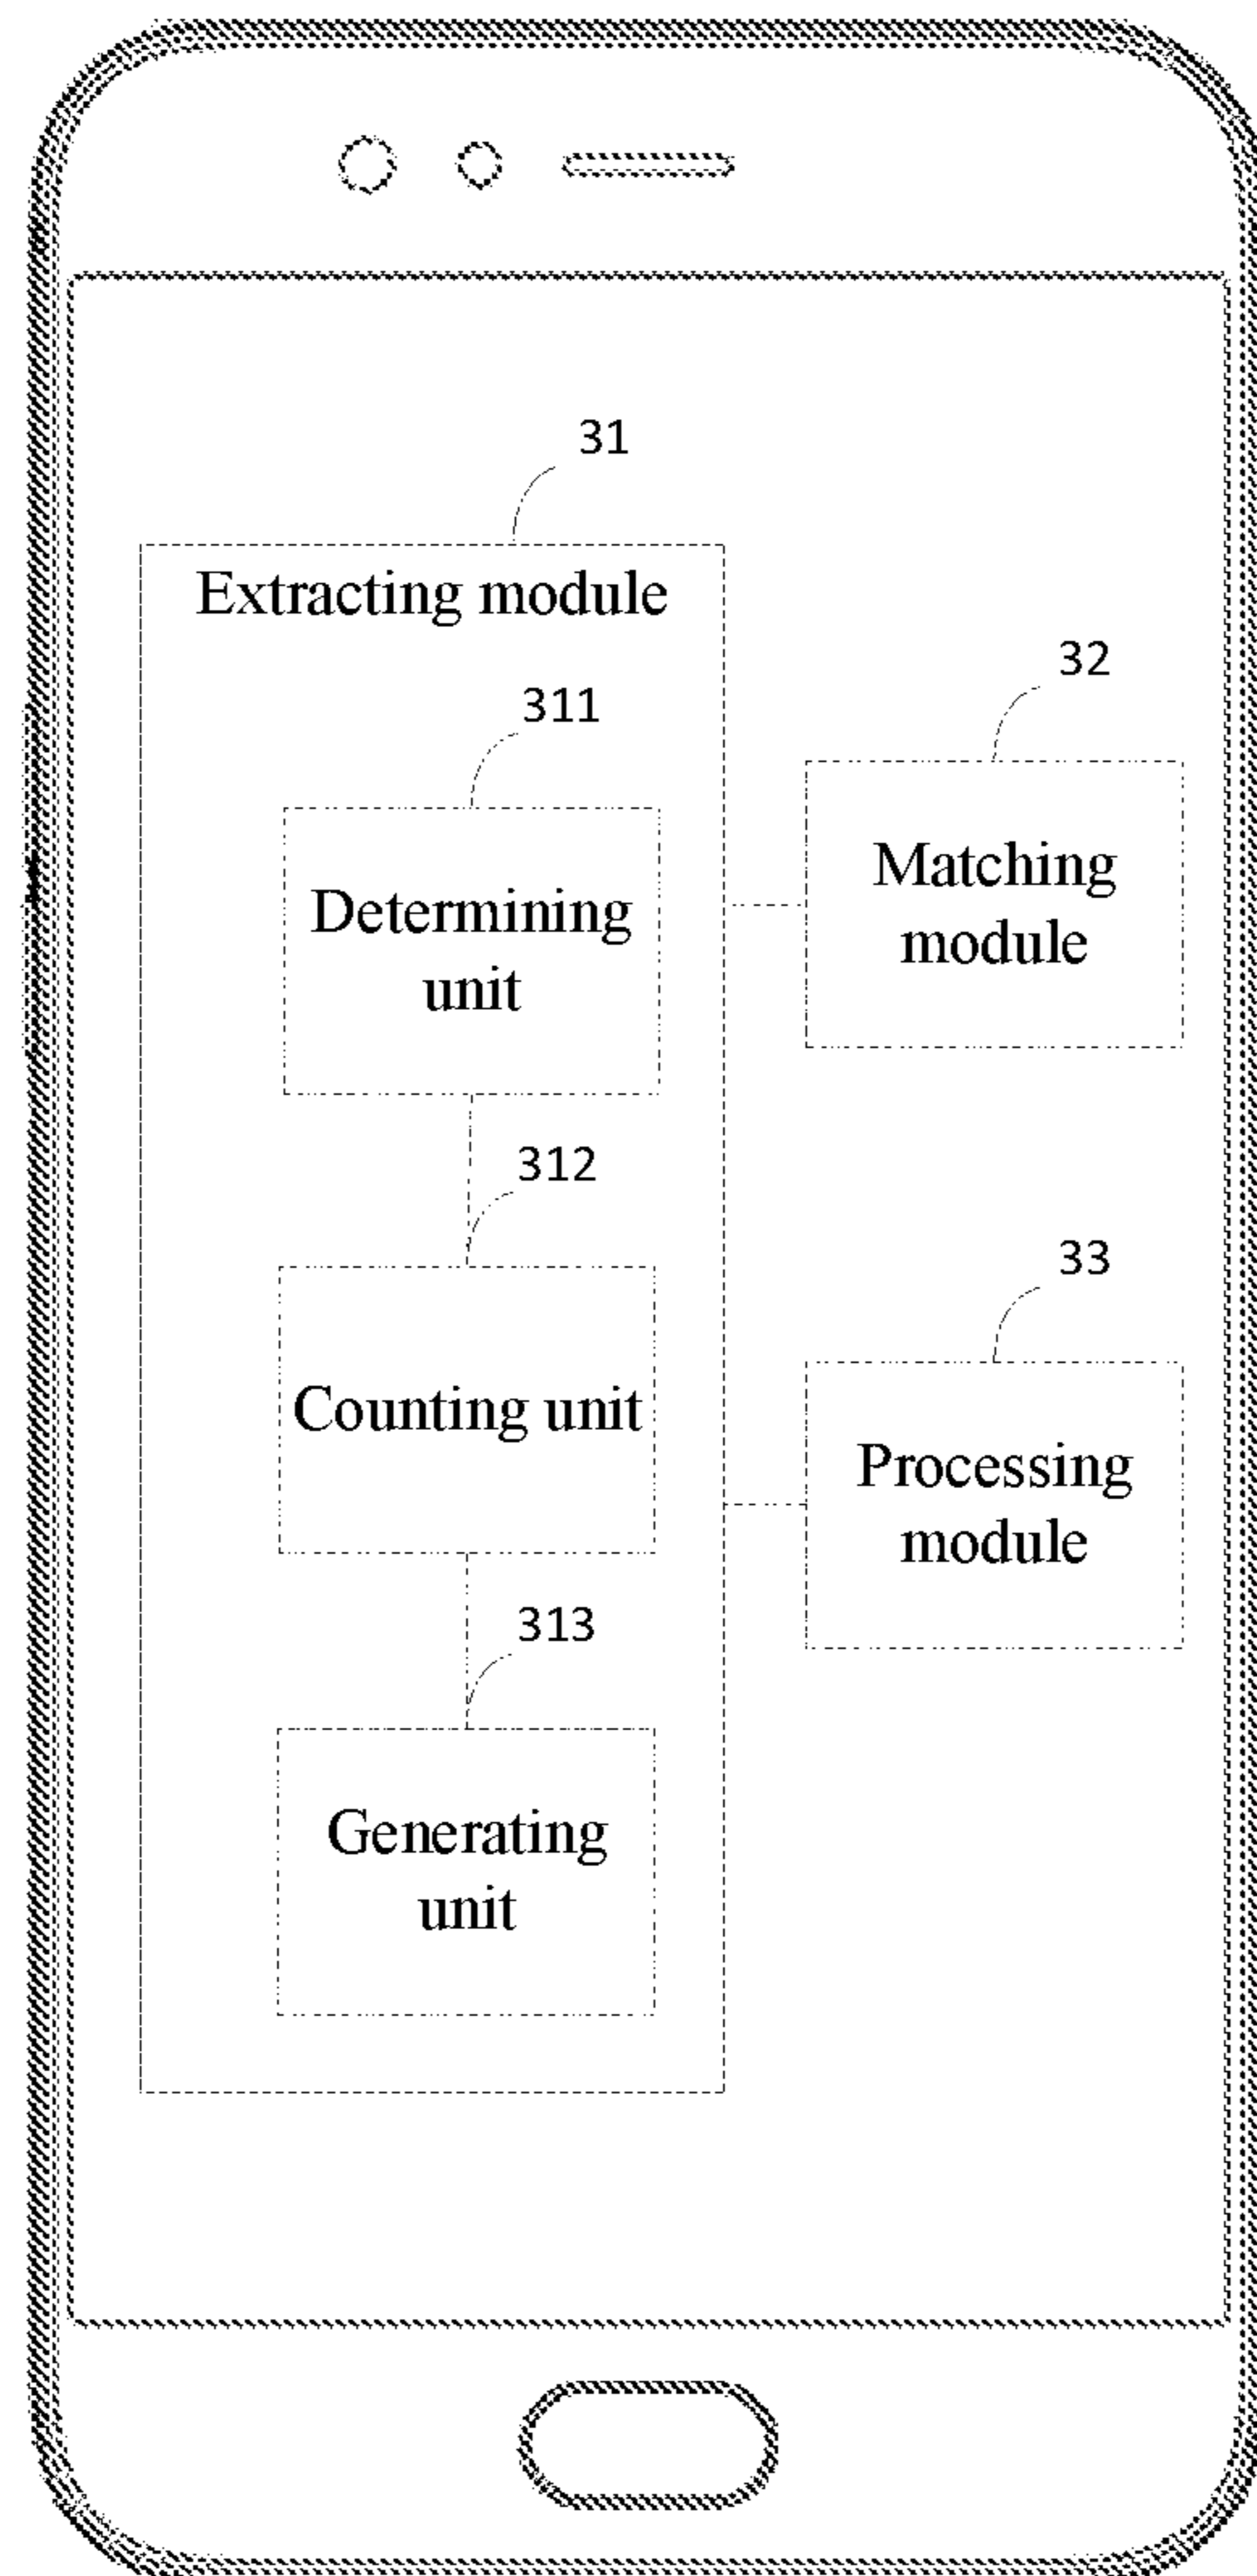 31
Extracting module
311
Determining
unit
32
Matching
module
312
Counting unit
33
Processing
module
313
Generating
unit